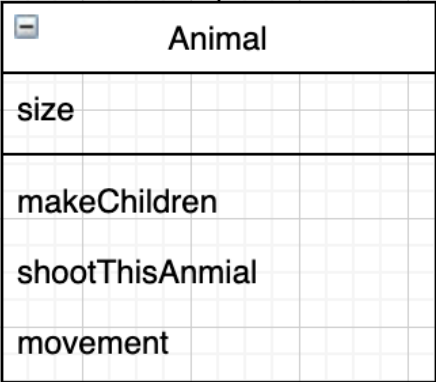 Animal
size
makeChildren
shootThisAnmial
movement